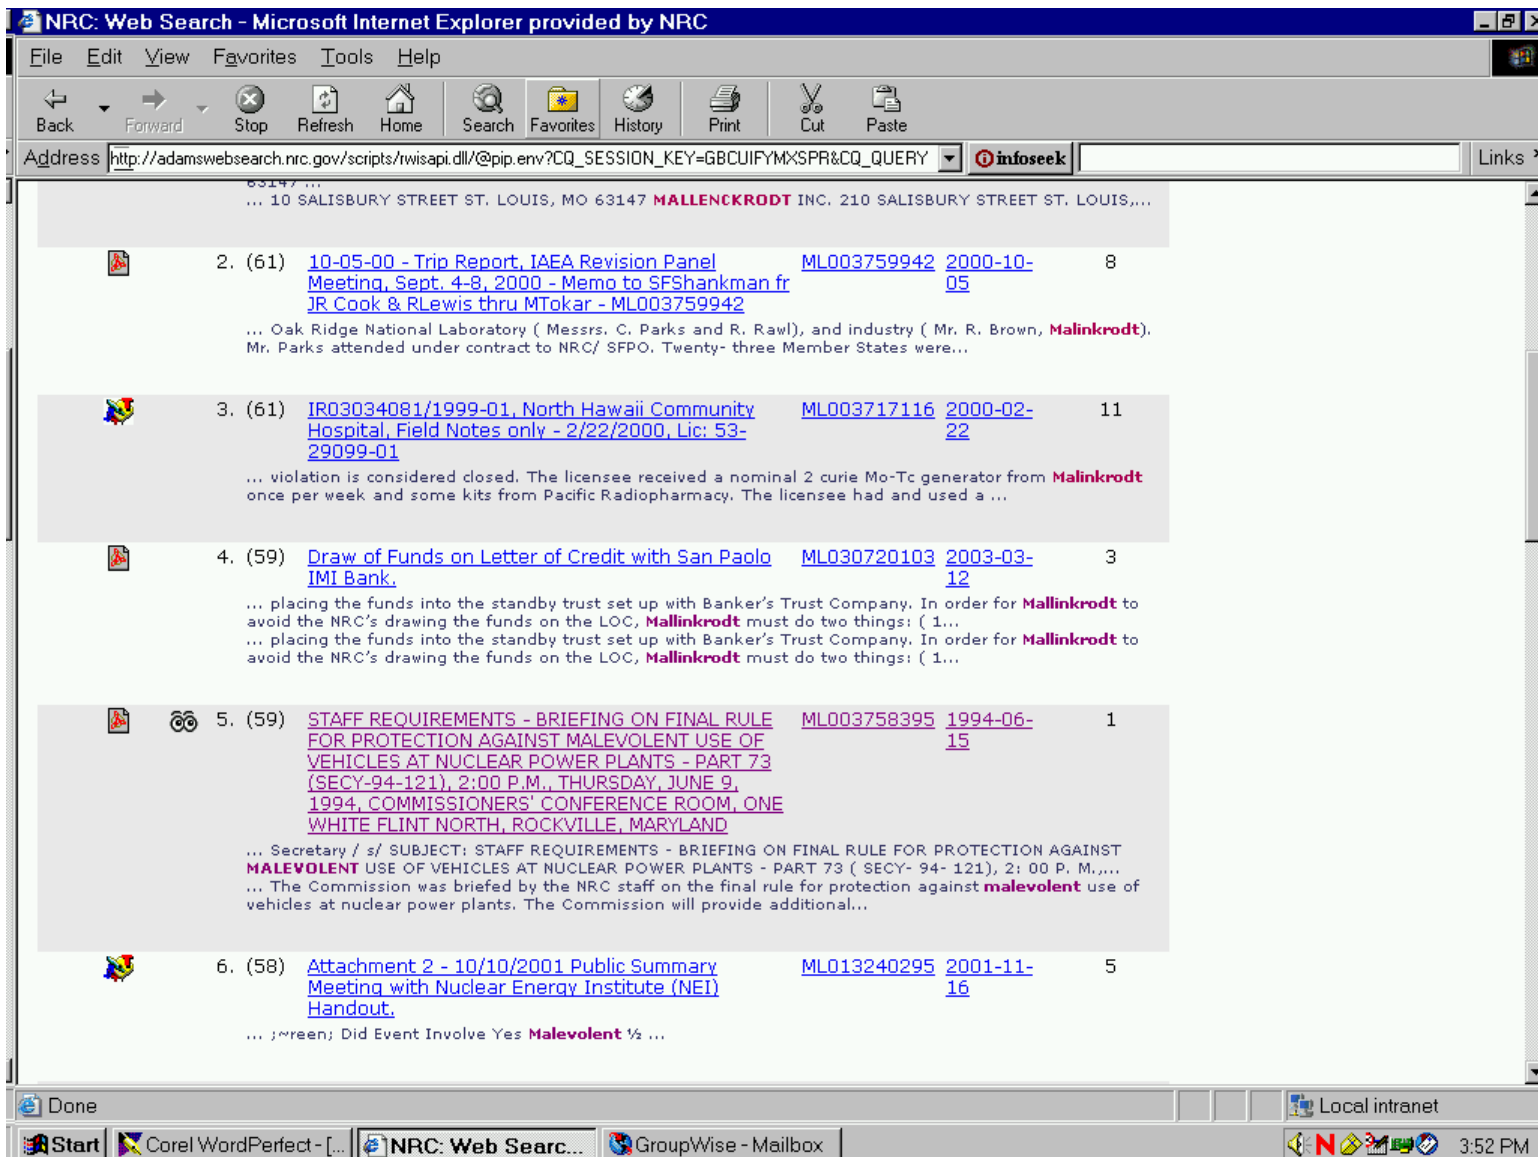 NRC: Web Search - Microsoft Internet Explorer provided by NRC
File Edit View Favorites Tools Help
Back Forward Stop Refresh Home Search Favorites History Print Cut Paste
Address http://adamswebsearch.nrc.gov/scripts/rwisapi.dll/@pip.env?CQ_SESSION_KEY=GBCUIFYMXSPR&CQ_QUERY infoseek Links
63147 ...
... 10 SALISBURY STREET ST. LOUIS, MO 63147 MALLENCKRODT INC. 210 SALISBURY STREET ST. LOUIS,...
2. (61) 10-05-00 - Trip Report, IAEA Revision Panel ML003759942 2000-10- 8
Meeting, Sept. 4-8, 2000 - Memo to SFShankman fr 05
JR Cook & RLewis thru MTokar - ML003759942
... Oak Ridge National Laboratory ( Messrs. C. Parks and R. Rawl), and industry ( Mr. R. Brown, Malinkrodt).
Mr. Parks attended under contract to NRC/ SFPO. Twenty- three Member States were...
3. (61) IR03034081/1999-01, North Hawaii Community ML003717116 2000-02- 11
Hospital, Field Notes only - 2/22/2000, Lic: 53- 22
29099-01
... violation is considered closed. The licensee received a nominal 2 curie Mo-Tc generator from Malinkrodt
once per week and some kits from Pacific Radiopharmacy. The licensee had and used a ...
4. (59) Draw of Funds on Letter of Credit with San Paolo ML030720103 2003-03- 3
IMI Bank. 12
... placing the funds into the standby trust set up with Banker's Trust Company. In order for Mallinkrodt to
avoid the NRC's drawing the funds on the LOC, Mallinkrodt must do two things: ( 1...
... placing the funds into the standby trust set up with Banker's Trust Company. In order for Mallinkrodt to
avoid the NRC's drawing the funds on the LOC, Mallinkrodt must do two things: ( 1...
5. (59) STAFF REQUIREMENTS - BRIEFING ON FINAL RULE ML003758395 1994-06- 1
FOR PROTECTION AGAINST MALEVOLENT USE OF 15
VEHICLES AT NUCLEAR POWER PLANTS - PART 73
(SECY-94-121), 2:00 P.M., THURSDAY, JUNE 9,
1994, COMMISSIONERS' CONFERENCE ROOM, ONE
WHITE FLINT NORTH, ROCKVILLE, MARYLAND
... Secretary / s/ SUBJECT: STAFF REQUIREMENTS - BRIEFING ON FINAL RULE FOR PROTECTION AGAINST
MALEVOLENT USE OF VEHICLES AT NUCLEAR POWER PLANTS - PART 73 ( SECY- 94- 121), 2: 00 P. M.,...
... The Commission was briefed by the NRC staff on the final rule for protection against malevolent use of
vehicles at nuclear power plants. The Commission will provide additional...
6. (58) Attachment 2 - 10/10/2001 Public Summary ML013240295 2001-11- 5
Meeting with Nuclear Energy Institute (NEI) 16
Handout.
... ;~reen; Did Event Involve Yes Malevolent ½ ...
Done Local intranet
Start Corel WordPerfect - [... NRC: Web Searc... GroupWise - Mailbox N 3:52 PM